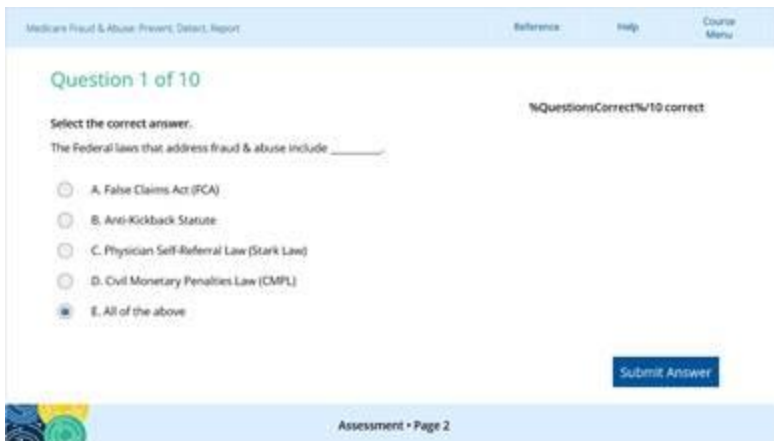 Medicare Fraud & Abuse: Prevent, Detect, Report
Reference
Help
Course
Menu
Question 1 of 10
%QuestionsCorrect%/10 correct
Select the correct answer.
The Federal laws that address fraud & abuse include ________.
A. False Claims Act (FCA)
B. Anti-Kickback Statute
C. Physician Self-Referral Law (Stark Law)
D. Civil Monetary Penalties Law (CMPL)
E. All of the above
Submit Answer
Assessment • Page 2